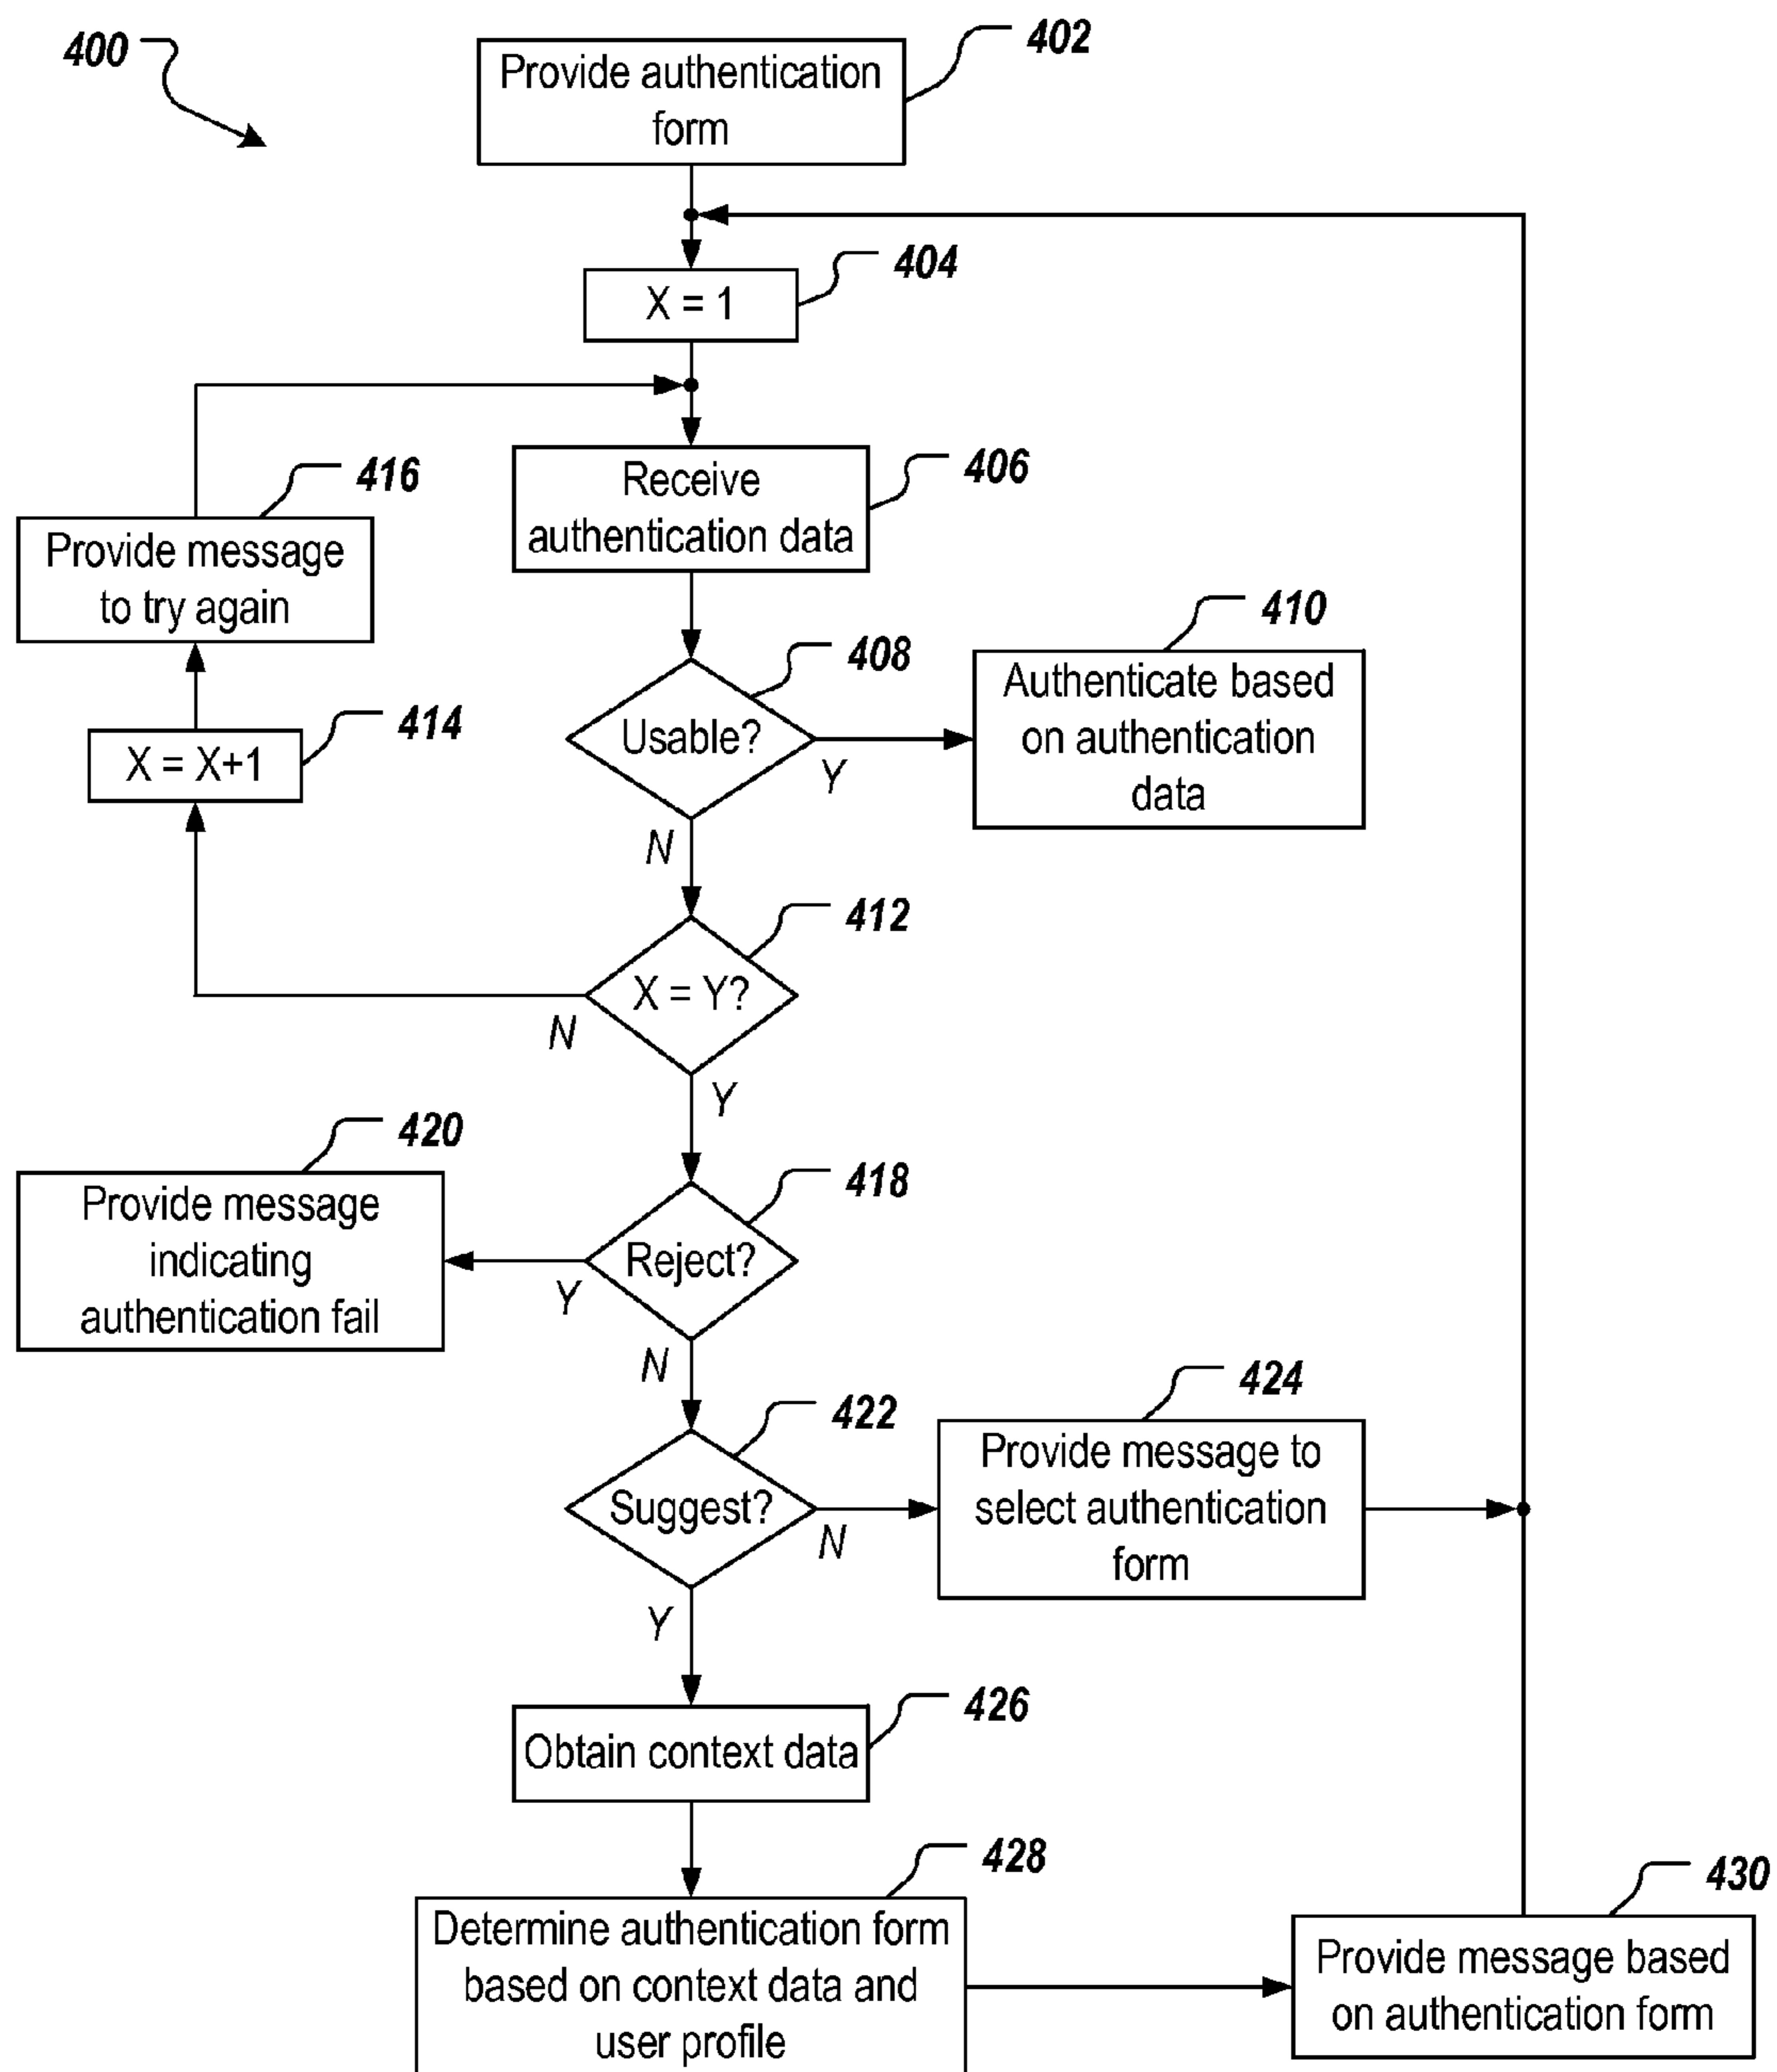 400
402
Provide authentication
form
404
X = 1
416
406
Receive
authentication data
Provide message
to try again
410
408
Authenticate based
on authentication
data
414
Usable?
X = X+1
Y
N
412
X = Y?
N
Y
420
418
Provide message
indicating
authentication fail
Reject?
Y
N
424
422
Provide message to
select authentication
form
Suggest?
N
Y
426
Obtain context data
428
430
Determine authentication form
based on context data and
user profile
Provide message based
on authentication form